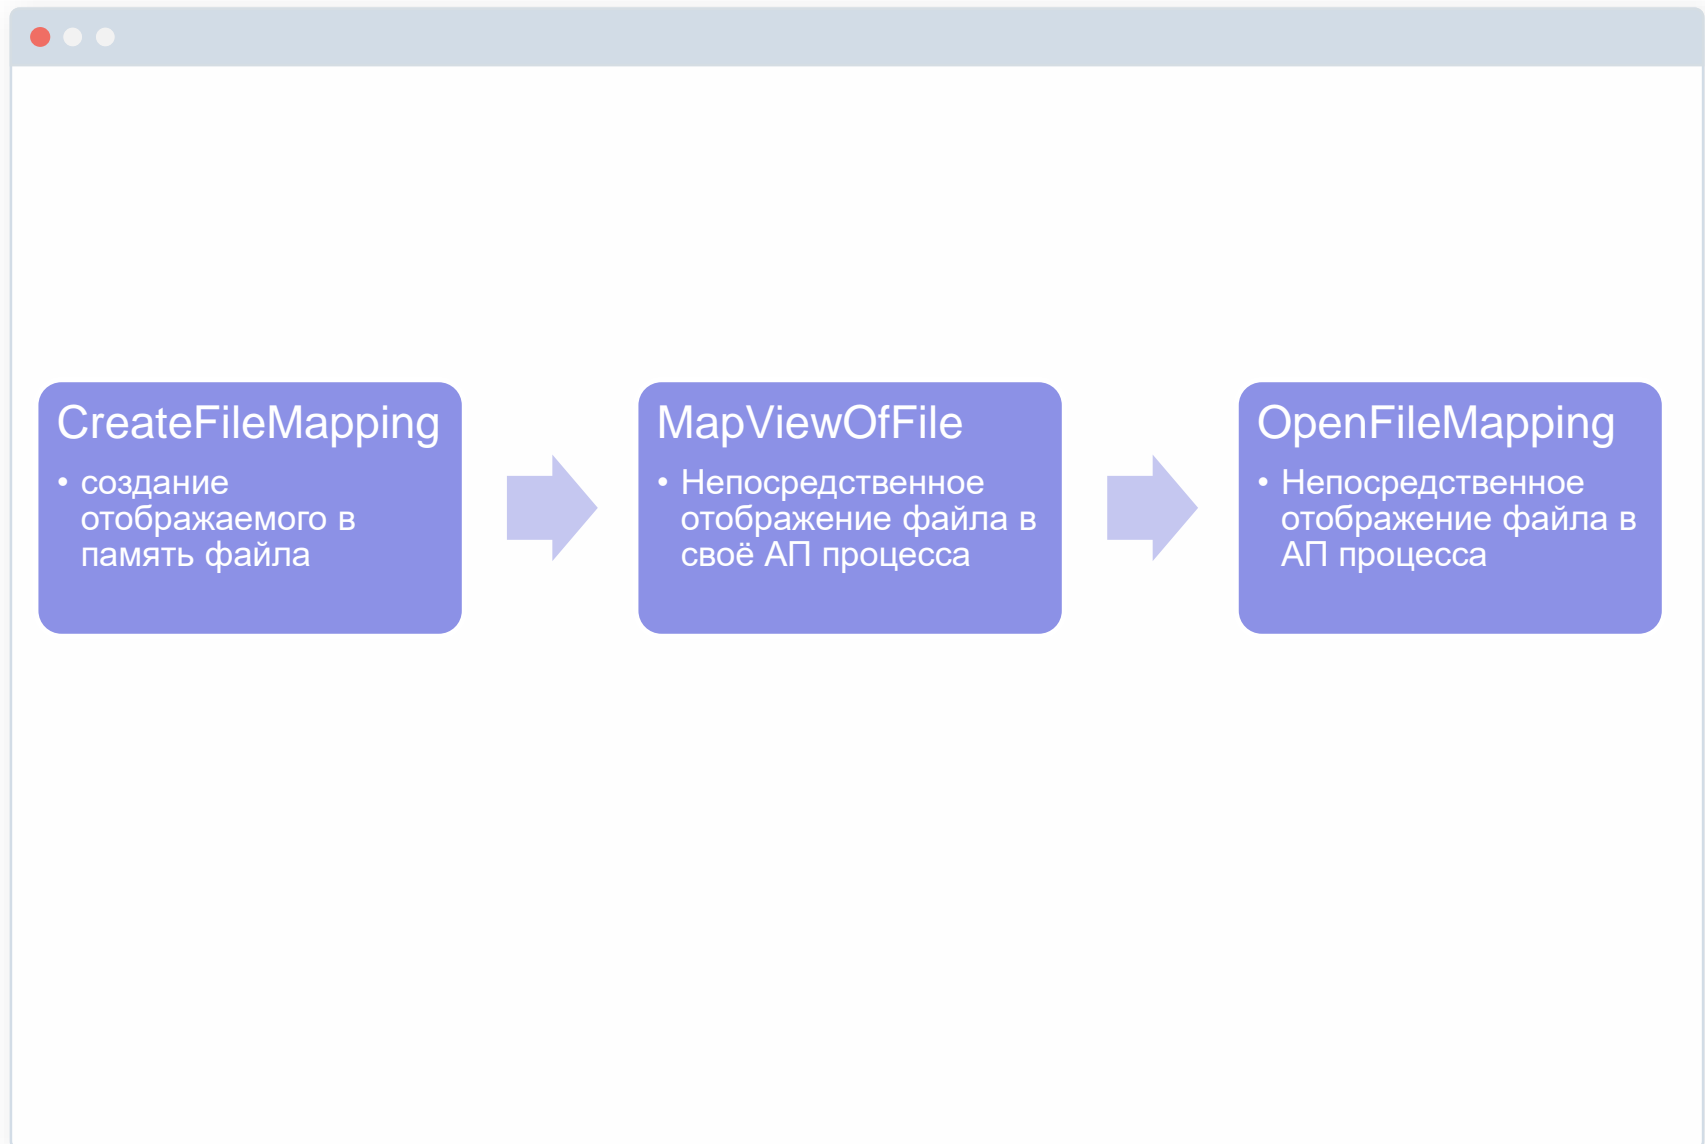 CreateFileMapping
• создание
отображаемого в
память файла
MapViewOfFile
• Непосредственное
отображение файла в
своё АП процесса
OpenFileMapping
• Непосредственное
отображение файла в
АП процесса